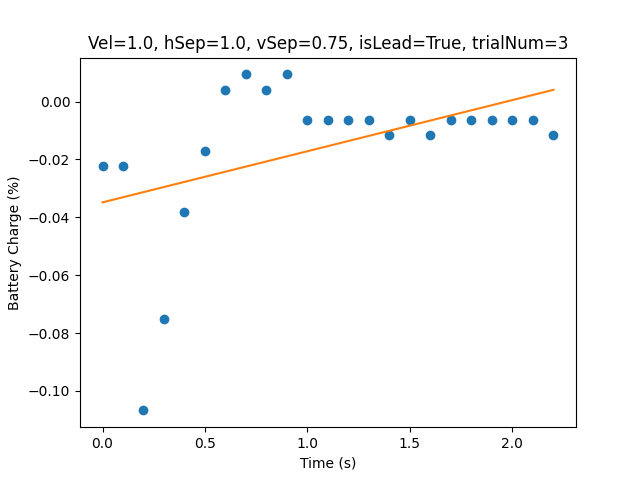 Vel=1.0, hSep=1.0, vSep=0.75, isLead=True, trialNum=3
0.00
−0.02
−0.04
−0.06
−0.08
−0.10
Battery Charge (%)
0.0 0.5 1.0 1.5 2.0
Time (s)